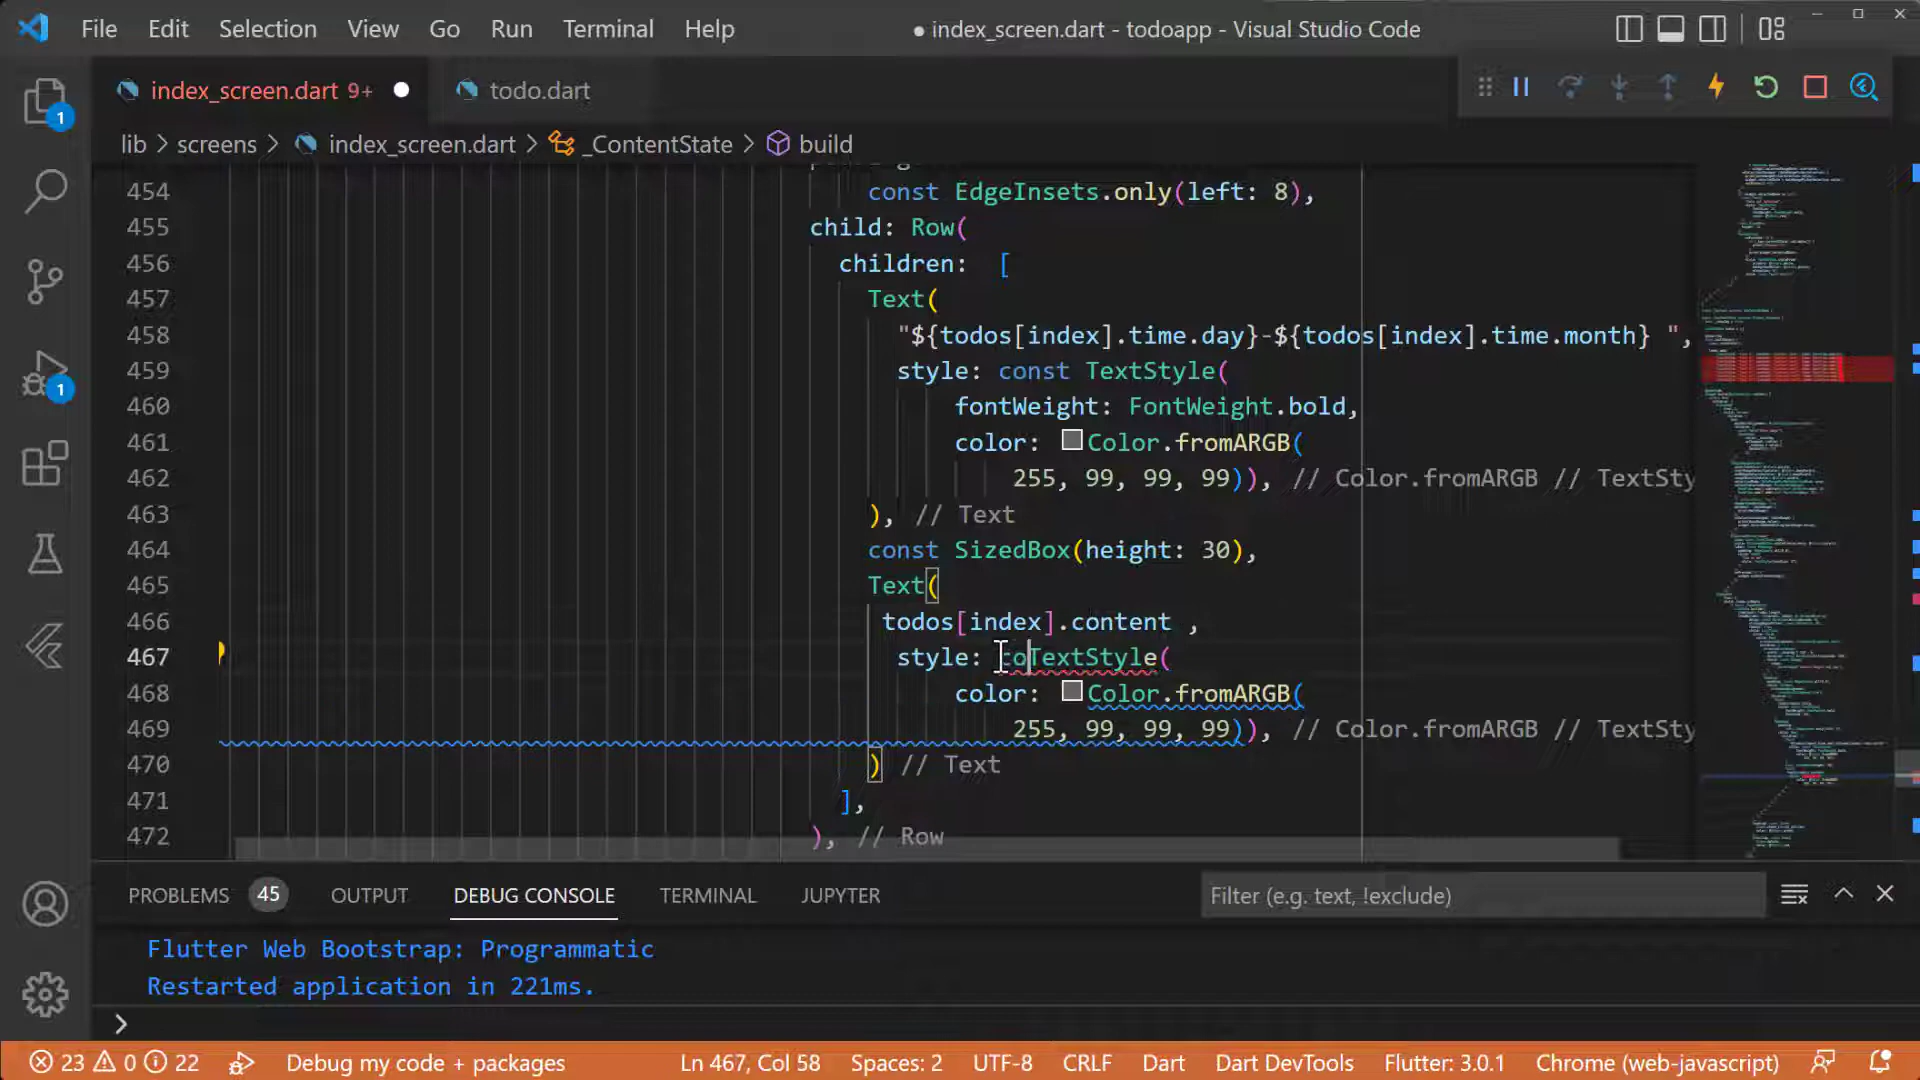 File Edit Selection View Go Run Terminal Help
● index_screen.dart - todoapp - Visual Studio Code
index_screen.dart 9+ ●
todo.dart
lib > screens > index_screen.dart > _ContentState > build
454 const EdgeInsets.only(left: 8),
455 child: Row(
456 children: [
457 Text(
458 "${todos[index].time.day}-${todos[index].time.month} ",
459 style: const TextStyle(
460 fontWeight: FontWeight.bold,
461 color: Color.fromARGB(
462 255, 99, 99, 99)), // Color.fromARGB // TextSty
463 ), // Text
464 const SizedBox(height: 30),
465 Text(
466 todos[index].content ,
467 style: coTextStyle(
468 color: Color.fromARGB(
469 255, 99, 99, 99)), // Color.fromARGB // TextSty
470 ) // Text
471 ],
472 ), // Row
1
1
PROBLEMS 45 OUTPUT DEBUG CONSOLE TERMINAL JUPYTER
Filter (e.g. text, !exclude)
Flutter Web Bootstrap: Programmatic
Restarted application in 221ms.
>
23 0 22 Debug my code + packages Ln 467, Col 58 Spaces: 2 UTF-8 CRLF Dart Dart DevTools Flutter: 3.0.1 Chrome (web-javascript)